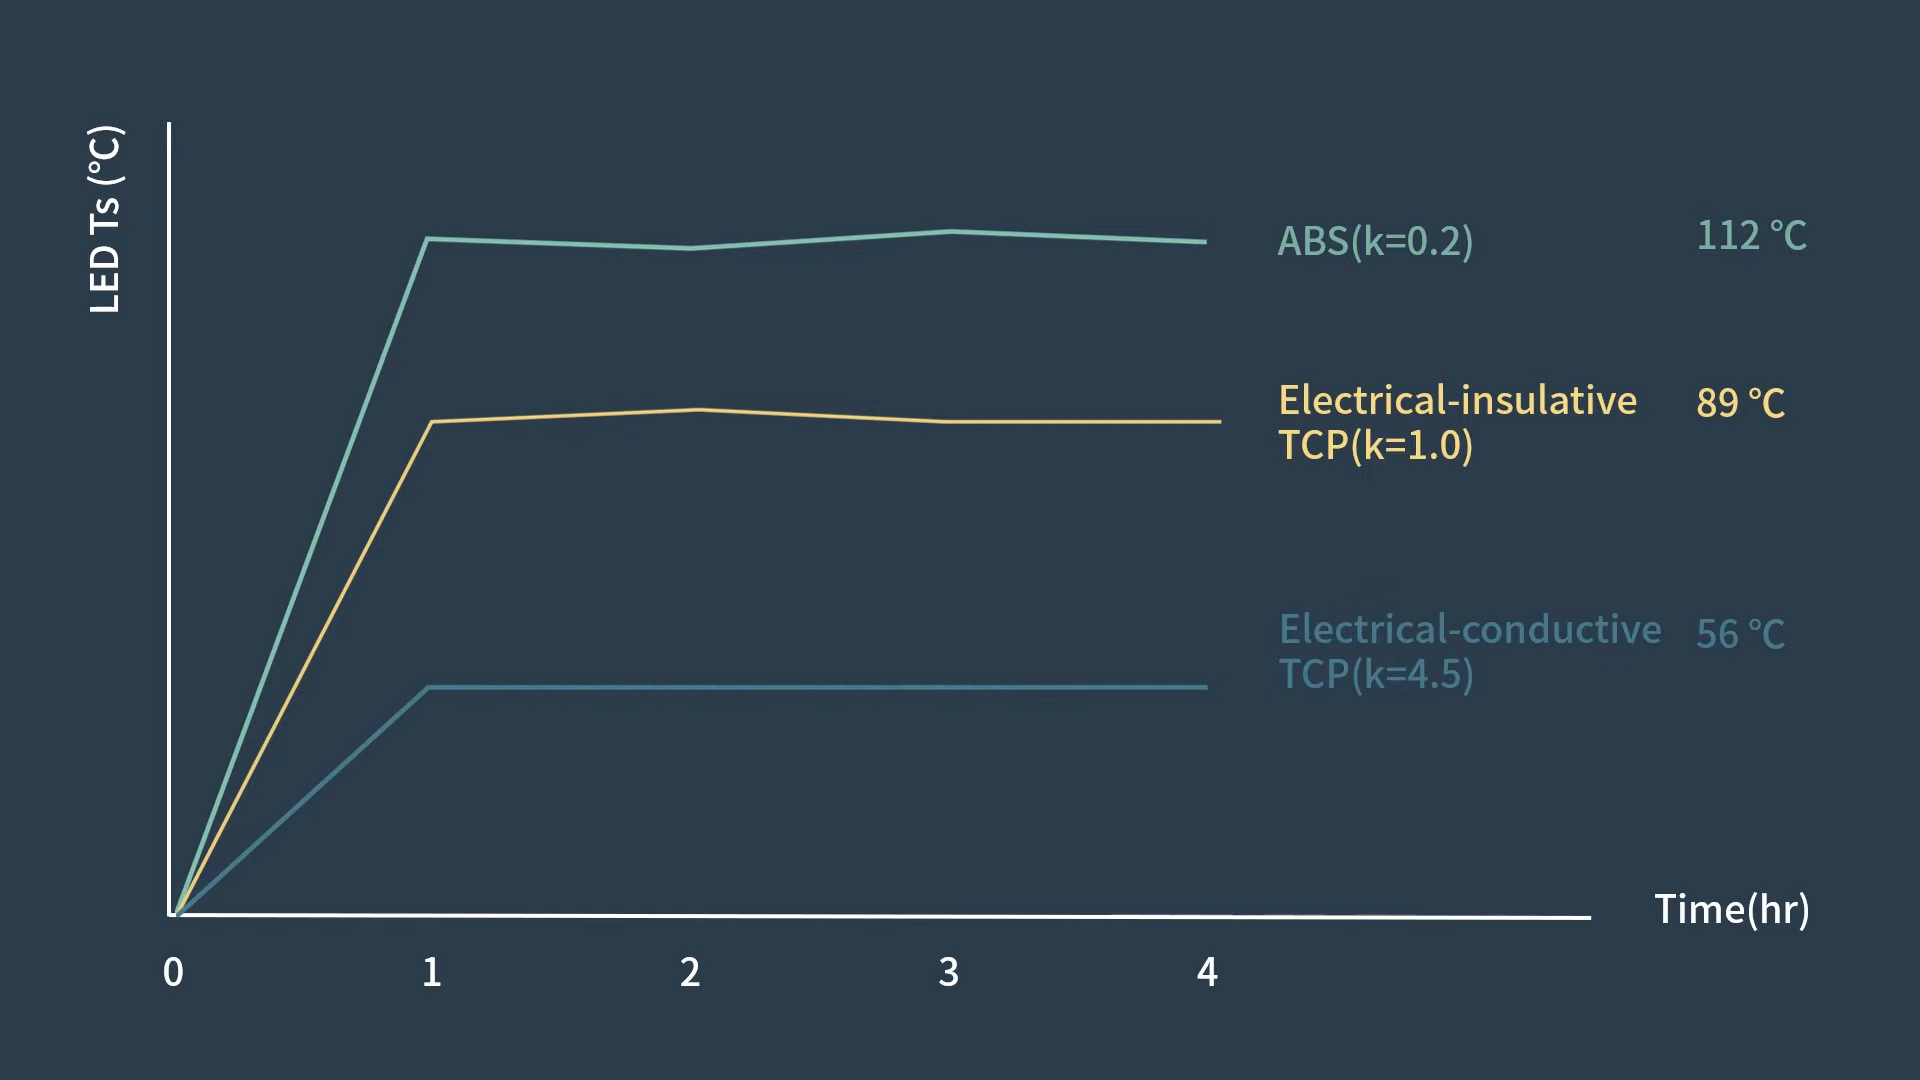 LED Ts (°C)
ABS(k=0.2) 112 °C
Electrical-insulative 89 °C
TCP(k=1.0)
Electrical-conductive 56 °C
TCP(k=4.5)
Time(hr)
0 1 2 3 4